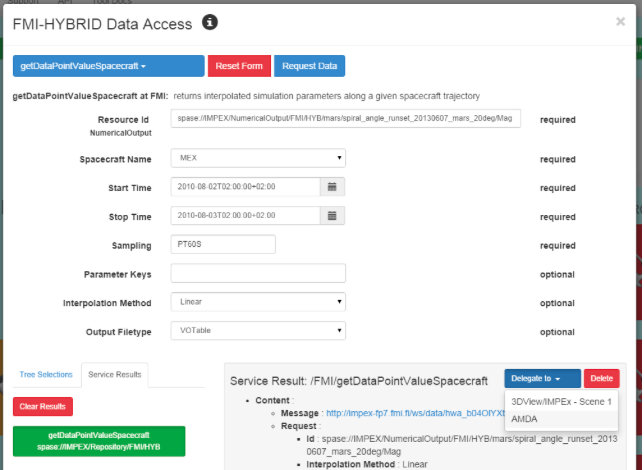 Support API Tool Docs
FMI-HYBRID Data Access
×
getDataPointValueSpacecraft
Reset Form
Request Data
getDataPointValueSpacecraft at FMI: returns interpolated simulation parameters along a given spacecraft trajectory
Resource Id spase://IMPEX/NumericalOutput/FMI/HYB/mars/spiral_angle_runset_20130607_mars_20deg/Mag required
NumericalOutput
Spacecraft Name MEX required
Start Time 2010-08-02T02:00:00+02:00 required
Stop Time 2010-08-03T02:00:00+02:00 required
Sampling PT60S required
Parameter Keys optional
Interpolation Method Linear optional
Output Filetype VOTable optional
Tree Selections Service Results
Clear Results
getDataPointValueSpacecraft
spase://IMPEX/Repository/FMI/HYB
Service Result: /FMI/getDataPointValueSpacecraft
Delegate to
Delete
3DView/IMPEx - Scene 1
AMDA
• Content :
Message : http://impex-fp7.fmi.fi/ws/data/
Request :
Id : spase://IMPEX/NumericalOutput/FMI/HYB/mars/spiral_angle_runset_2013
0607_mars_20deg/Mag
Interpolation Method : Linear